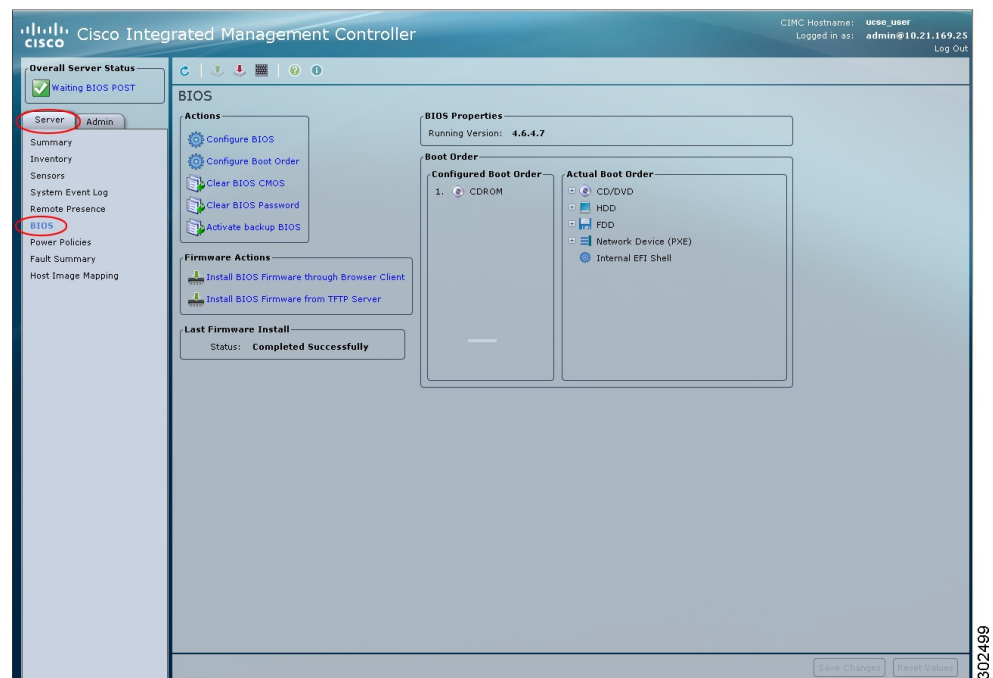 CISCO Cisco Integrated Management Controller
CIMC Hostname: ucse_user
Logged in as: admin@10.21.169.25
Log Out
Overall Server Status
Waiting BIOS POST
Server Admin
Summary
Inventory
Sensors
System Event Log
Remote Presence
BIOS
Power Policies
Fault Summary
Host Image Mapping
BIOS
Actions
Configure BIOS
Configure Boot Order
Clear BIOS CMOS
Clear BIOS Password
Activate backup BIOS
Firmware Actions
Install BIOS Firmware through Browser Client
Install BIOS Firmware from TFTP Server
Last Firmware Install
Status: Completed Successfully
BIOS Properties
Running Version: 4.6.4.7
Boot Order
Configured Boot Order
1. CDROM
Actual Boot Order
CD/DVD
HDD
FDD
Network Device (PXE)
Internal EFI Shell
Save Changes Reset Values
302499